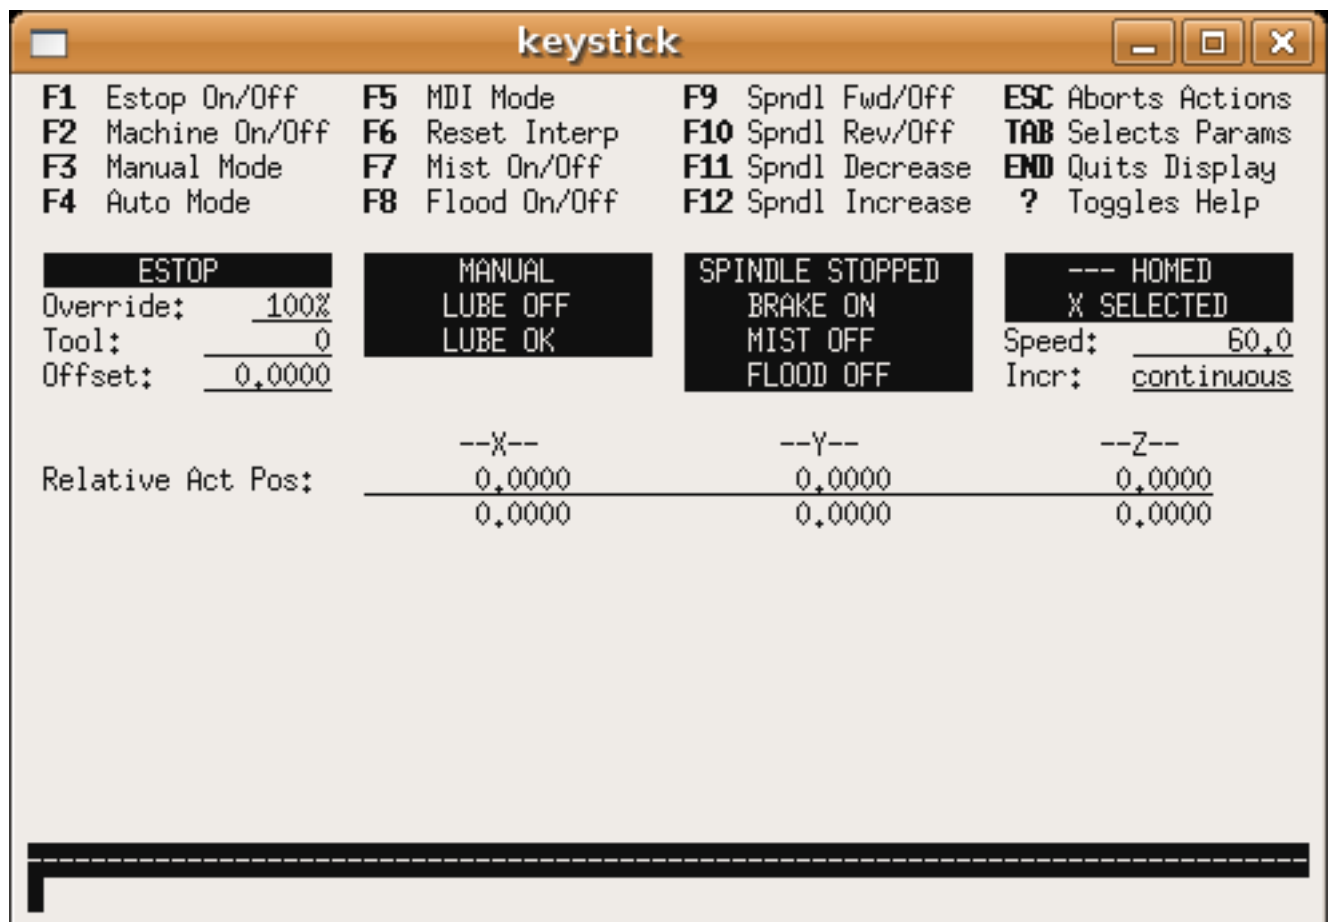 keystick
F1 Estop On/Off F5 MDI Mode F9 Spndl Fwd/Off ESC Aborts Actions
F2 Machine On/Off F6 Reset Interp F10 Spndl Rev/Off TAB Selects Params
F3 Manual Mode F7 Mist On/Off F11 Spndl Decrease END Quits Display
F4 Auto Mode F8 Flood On/Off F12 Spndl Increase ? Toggles Help
ESTOP MANUAL SPINDLE STOPPED --- HOMED
Override: 100% LUBE OFF BRAKE ON X SELECTED
Tool: 0 LUBE OK MIST OFF Speed: 60.0
Offset: 0.0000 FLOOD OFF Incr: continuous
--X-- --Y-- --Z--
Relative Act Pos: 0.0000 0.0000 0.0000
0.0000 0.0000 0.0000
--------------------------------------------------------------------------------